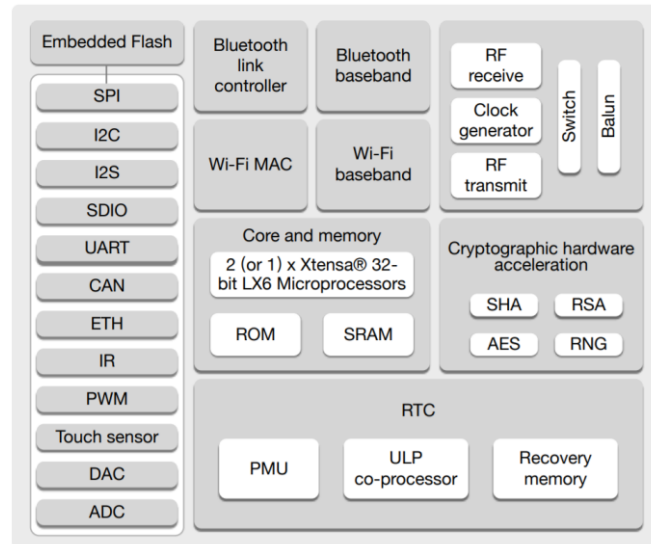 Embedded Flash
SPI
I2C
I2S
SDIO
UART
CAN
ETH
IR
PWM
Touch sensor
DAC
ADC
Bluetooth
link
controller
Bluetooth
baseband
Wi-Fi MAC
Wi-Fi
baseband
RF
receive
Clock
generator
RF
transmit
Switch
Balun
Core and memory
2 (or 1) x Xtensa® 32-
bit LX6 Microprocessors
ROM
SRAM
Cryptographic hardware
acceleration
SHA
RSA
AES
RNG
RTC
PMU
ULP
co-processor
Recovery
memory